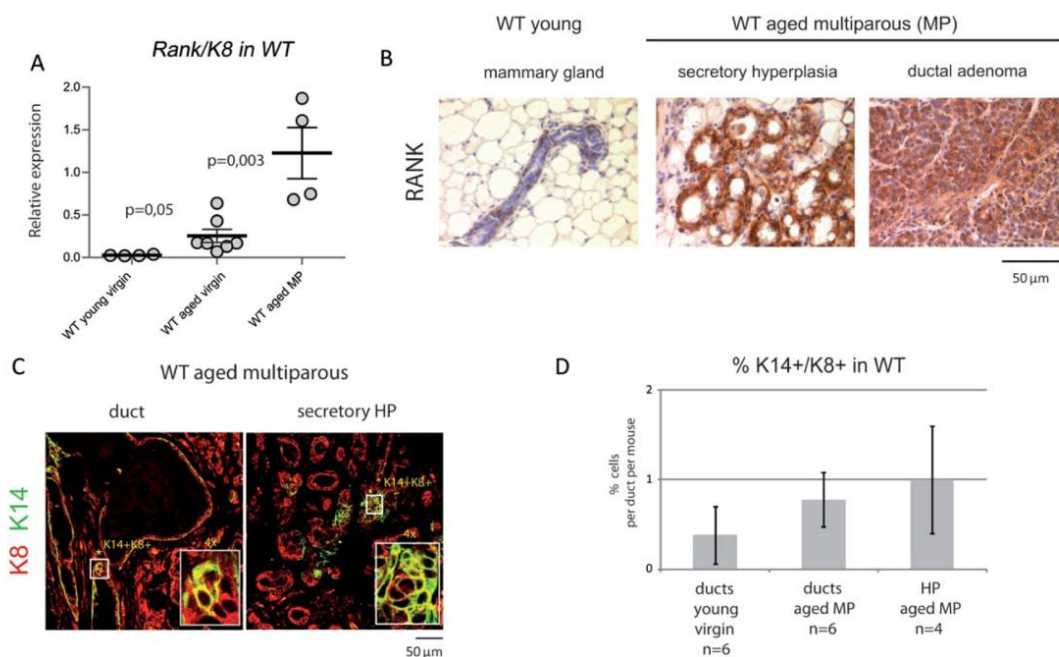 A
Rank/K8 in WT
2.0
1.5
1.0
0.5
0.0
Relative expression
p=0,05
p=0,003
WT young virgin
WT aged virgin
WT aged MP
B
WT young
WT aged multiparous (MP)
mammary gland
secretory hyperplasia
ductal adenoma
RANK
50 µm
C
WT aged multiparous
duct
secretory HP
K8 K14
K14+K8+
4x
K14+K8+
4x
50 µm
D
% K14+/K8+ in WT
2
1
0
% cells
per duct per mouse
ducts
young
virgin
n=6
ducts
aged MP
n=6
HP
aged MP
n=4